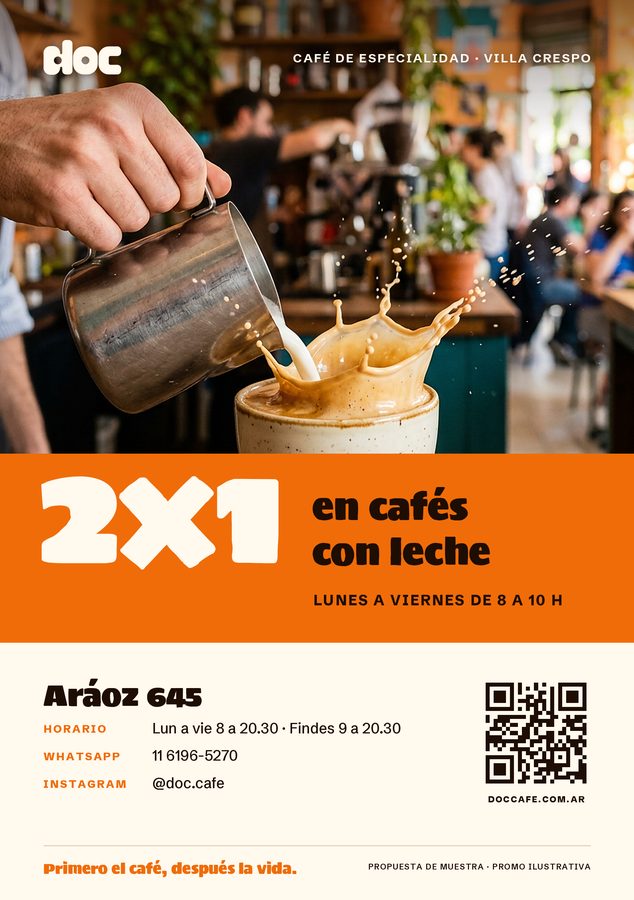 doc
CAFÉ DE ESPECIALIDAD · VILLA CRESPO
2X1
en cafés
con leche
LUNES A VIERNES DE 8 A 10 H
Aráoz 645
HORARIO Lun a vie 8 a 20.30 · Findes 9 a 20.30
WHATSAPP 11 6196-5270
INSTAGRAM @doc.cafe
DOCCAFE.COM.AR
Primero el café, después la vida.
PROPUESTA DE MUESTRA · PROMO ILUSTRATIVA